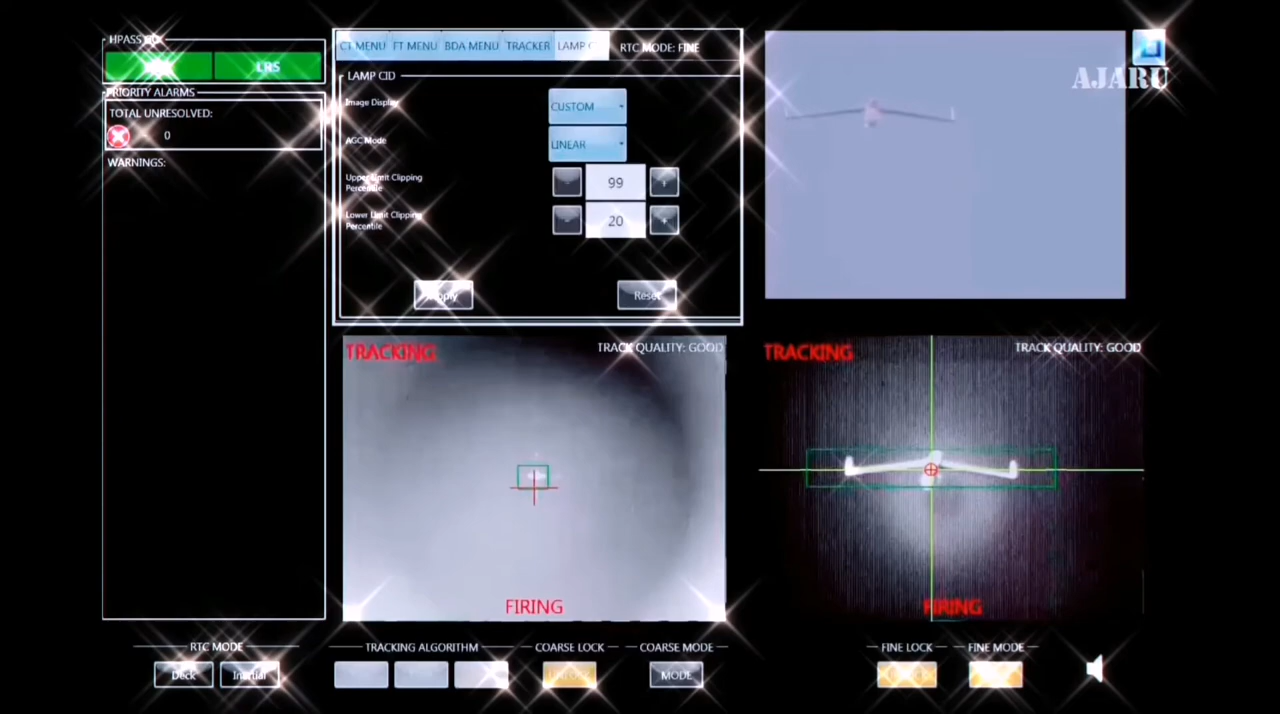 HPASS
LRS
PRIORITY ALARMS
TOTAL UNRESOLVED:
0
WARNINGS:
CT MENU FT MENU BDA MENU TRACKER LAMP RTC MODE: FINE
LAMP CID
Image Display CUSTOM
AGC Mode LINEAR
Upper Limit Clipping
Percentile
- 99 +
Lower Limit Clipping
Percentile
- 20 +
Apply Reset
AJARU
TRACKING TRACK QUALITY: GOOD
FIRING
TRACKING TRACK QUALITY: GOOD
FIRING
RTC MODE
Deck Inertial
TRACKING ALGORITHM
COARSE LOCK
COARSE MODE
MODE
FINE LOCK
FINE MODE